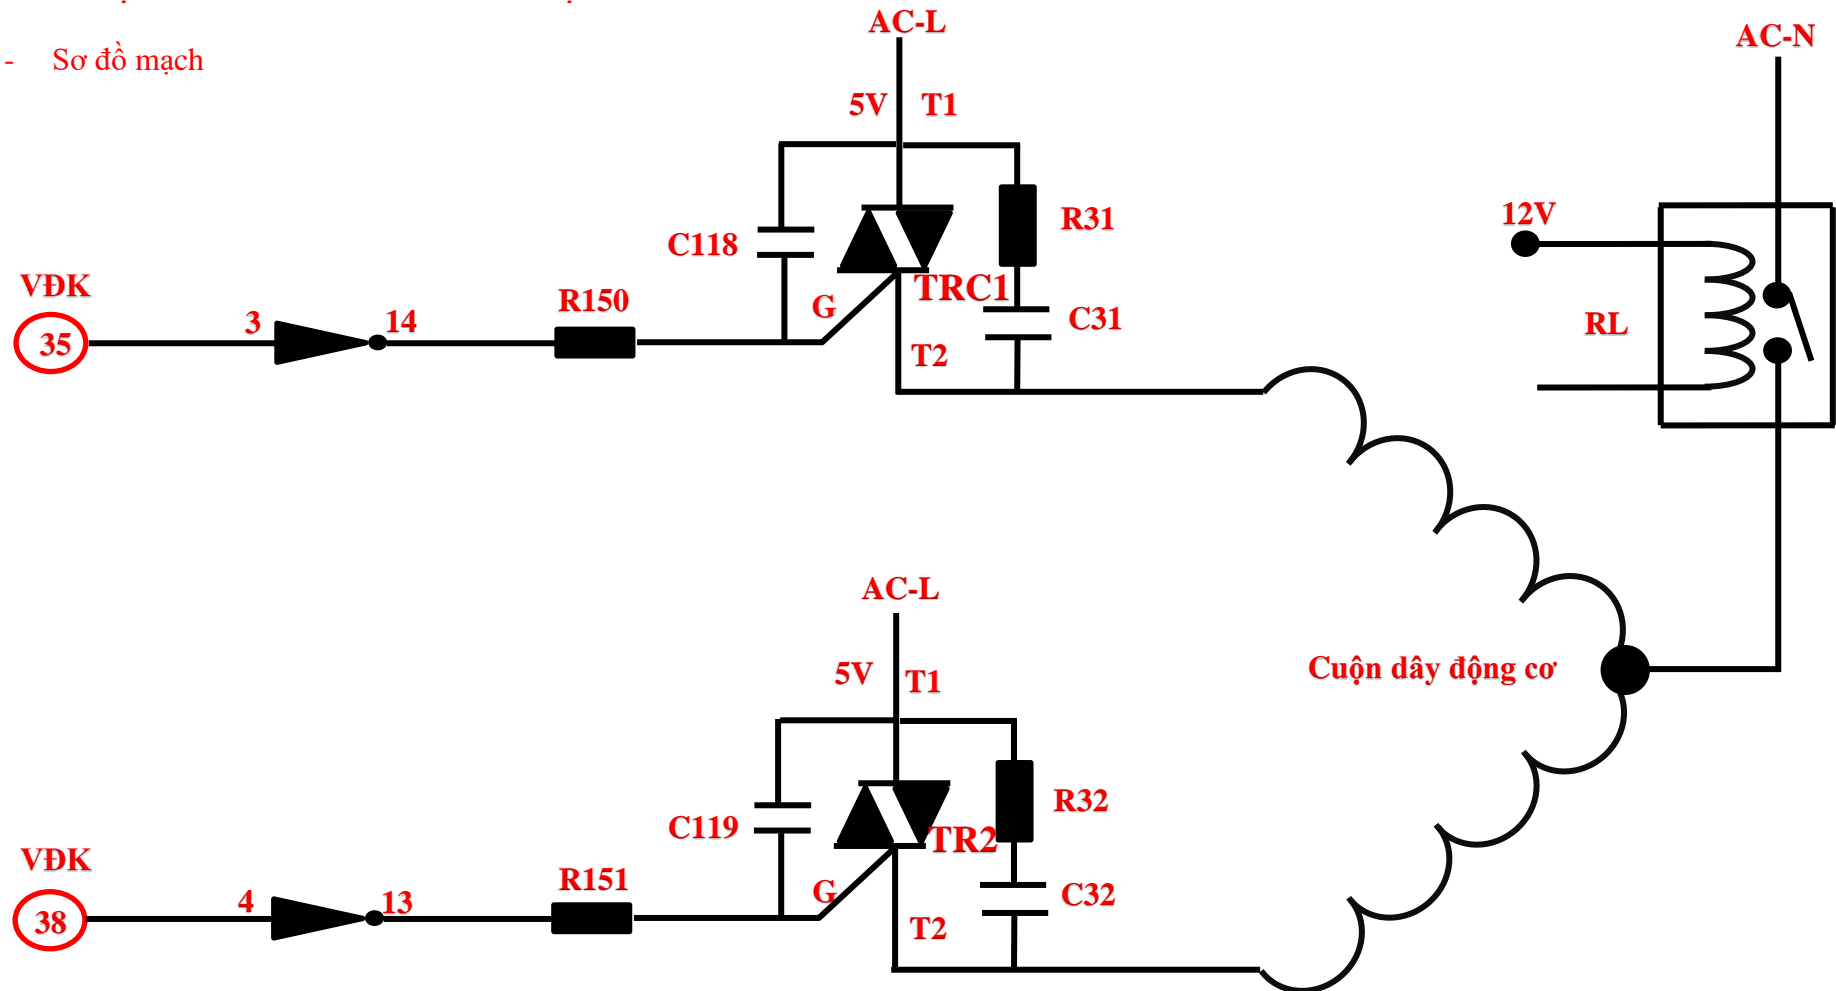 - Sơ đồ mạch
AC-L
AC-N
5V T1
C118
R31
12V
VĐK
35
3
14
R150
G
TRC1
C31
RL
T2
AC-L
Cuộn dây động cơ
5V T1
C119
R32
TR2
VĐK
38
4
13
R151
G
C32
T2